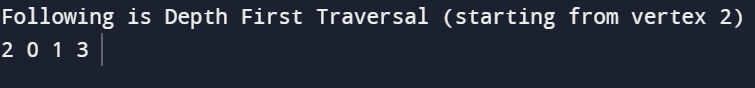 Following is Depth First Traversal (starting from vertex 2)
2 0 1 3